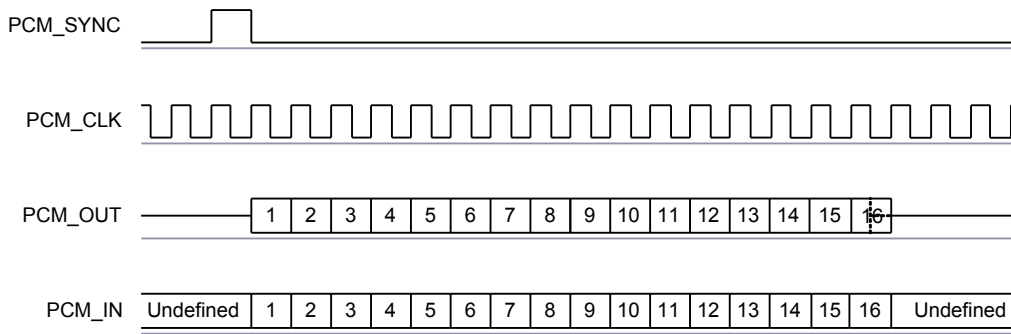 PCM_SYNC
PCM_CLK
PCM_OUT 1 2 3 4 5 6 7 8 9 10 11 12 13 14 15 16
PCM_IN Undefined 1 2 3 4 5 6 7 8 9 10 11 12 13 14 15 16 Undefined